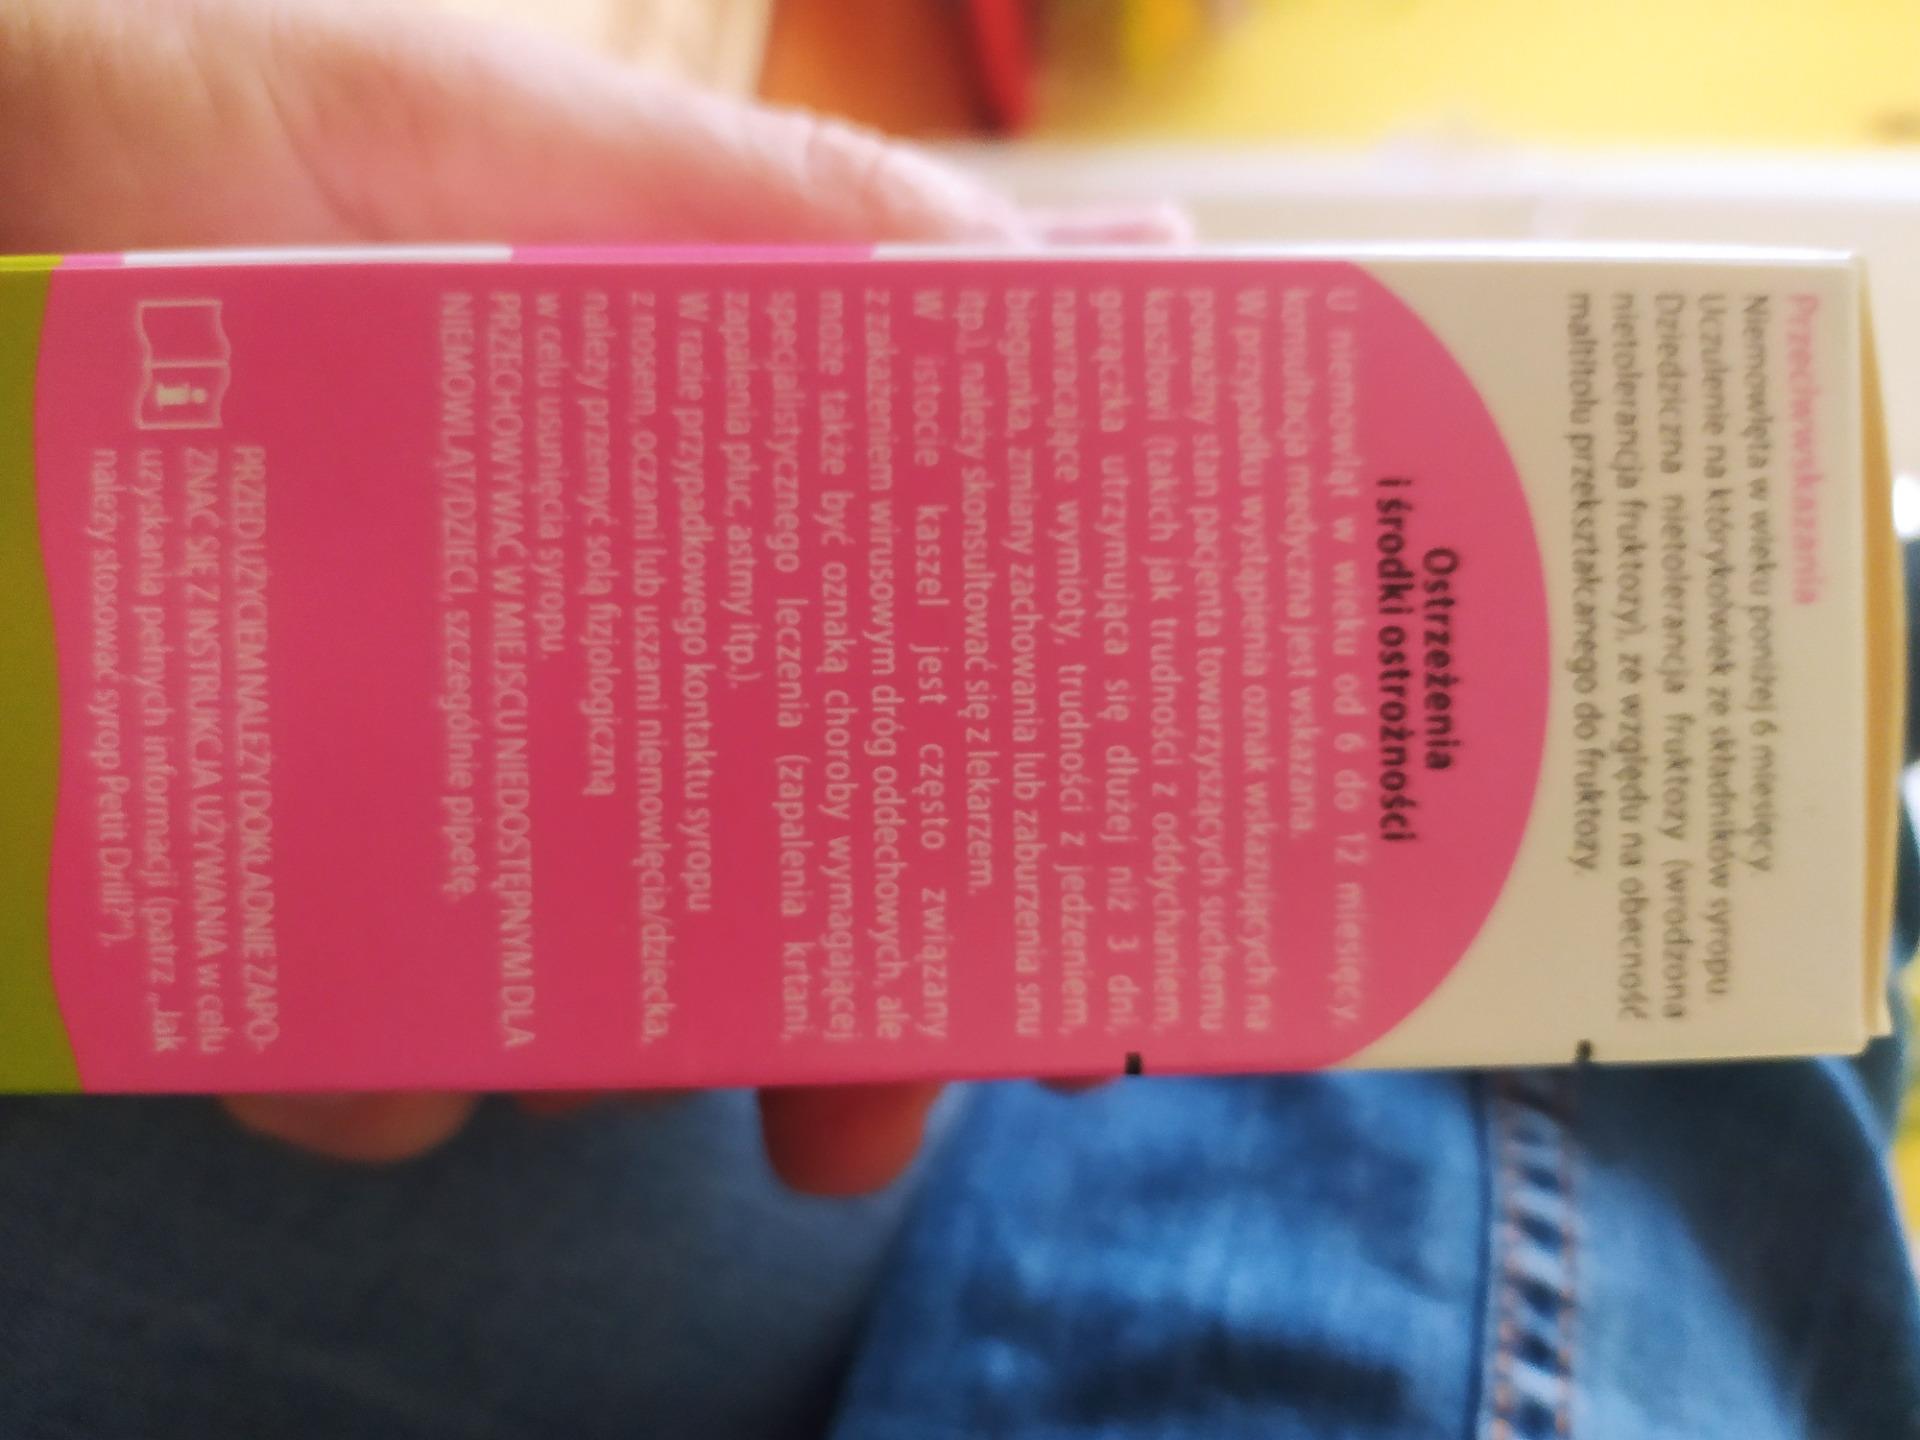 Przeciwwskazania
Niemowlęta w wieku poniżej 6 miesięcy.
Uczulenie na którykolwiek ze składników syropu.
Dziedziczna nietolerancja fruktozy (wrodzona
nietolerancja fruktozy), ze względu na obecność
maltitolu przekształcanego do fruktozy.
Ostrzeżenia
i środki ostrożności
U niemowląt w wieku od 6 do 12 miesięcy,
konsultacja medyczna jest wskazana.
W przypadku wystąpienia oznak wskazujących na
poważny stan pacjenta towarzyszących suchemu
kaszlowi (takich jak trudności z oddychaniem,
gorączka utrzymująca się dłużej niż 3 dni,
nawracające wymioty, trudności z jedzeniem,
biegunka, zmiany zachowania lub zaburzenia snu
itp.), należy skonsultować się z lekarzem.
W istocie kaszel jest często związany
z zakażeniem wirusowym dróg oddechowych, ale
może także być oznaką choroby wymagającej
specjalistycznego leczenia (zapalenia krtani,
zapalenia płuc, astmy itp.).
W razie przypadkowego kontaktu syropu
z nosem, oczami lub uszami niemowlęcia/dziecka,
należy przemyć solą fizjologiczną
w celu usunięcia syropu.
PRZECHOWYWAĆ W MIEJSCU NIEDOSTĘPNYM DLA
NIEMOWLĄT/DZIECI, szczególnie pipetę.
PRZED UŻYCIEM NALEŻY DOKŁADNIE ZAPO-
ZNAĆ SIĘ Z INSTRUKCJĄ UŻYWANIA w celu
uzyskania pełnych informacji (patrz „Jak
należy stosować syrop Petit Drill?").